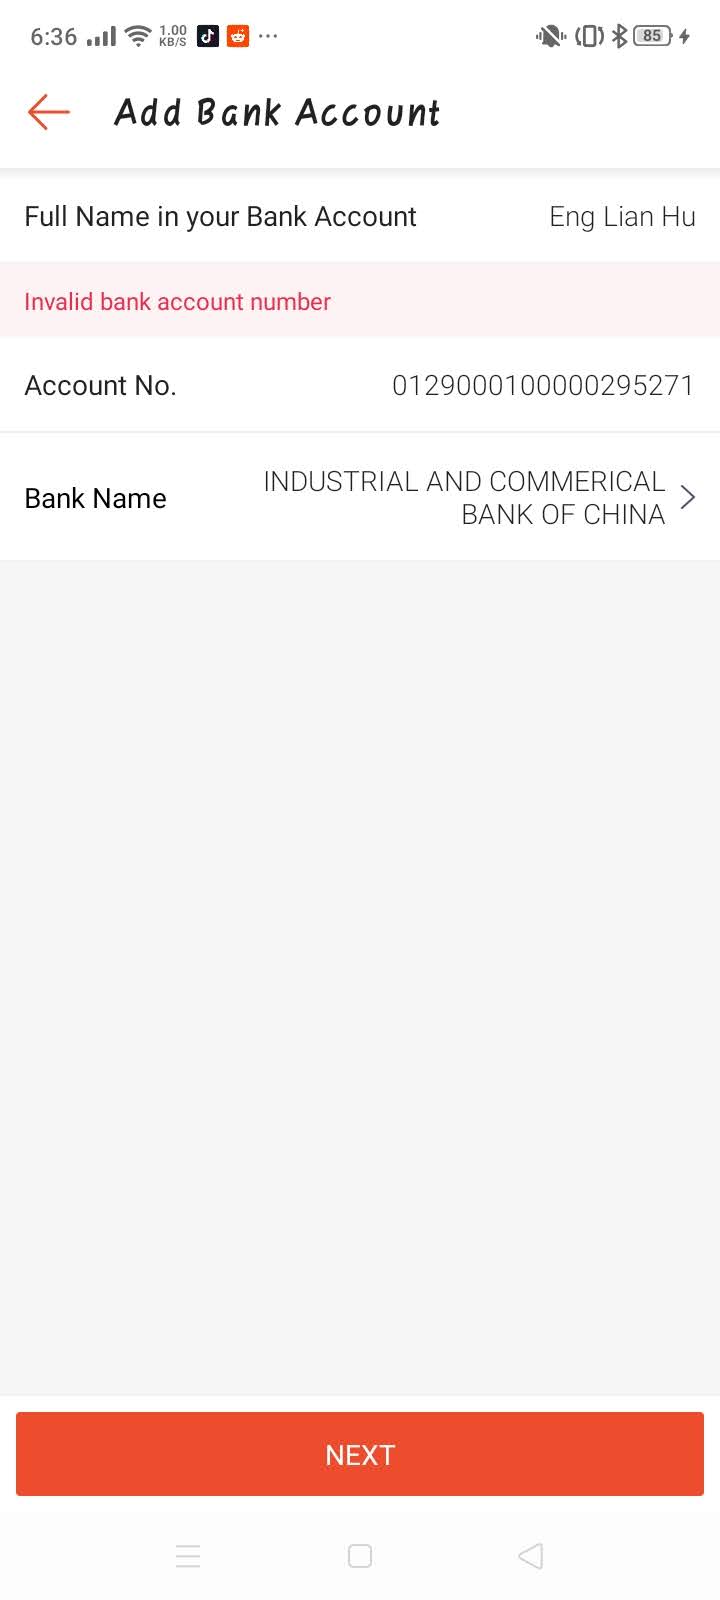 6:36 1.00 KB/S ... 85
Add Bank Account
Full Name in your Bank Account Eng Lian Hu
Invalid bank account number
Account No. 0129000100000295271
Bank Name INDUSTRIAL AND COMMERICAL
BANK OF CHINA
NEXT